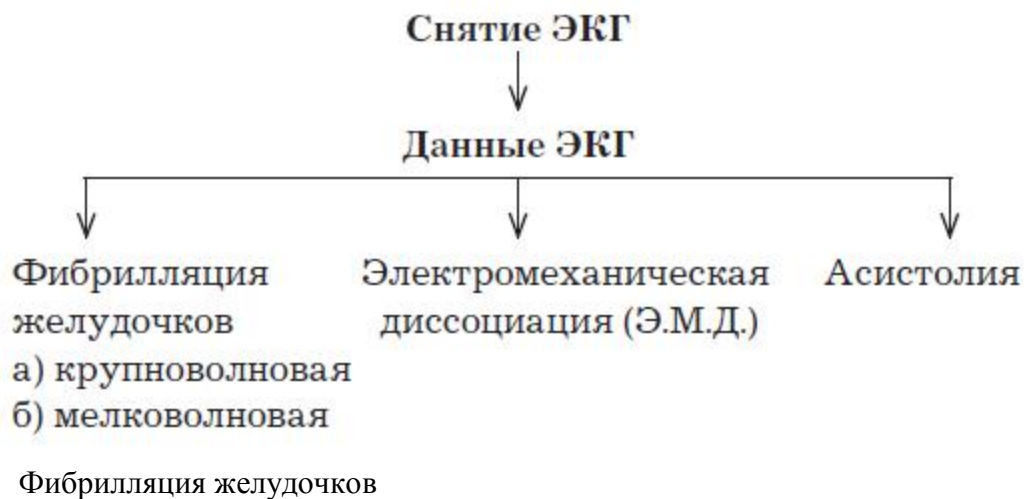 Снятие ЭКГ
Данные ЭКГ
Фибрилляция
желудочков
а) крупноволновая
б) мелковолновая
Электромеханическая
диссоциация (Э.М.Д.)
Асистолия
Фибрилляция желудочков